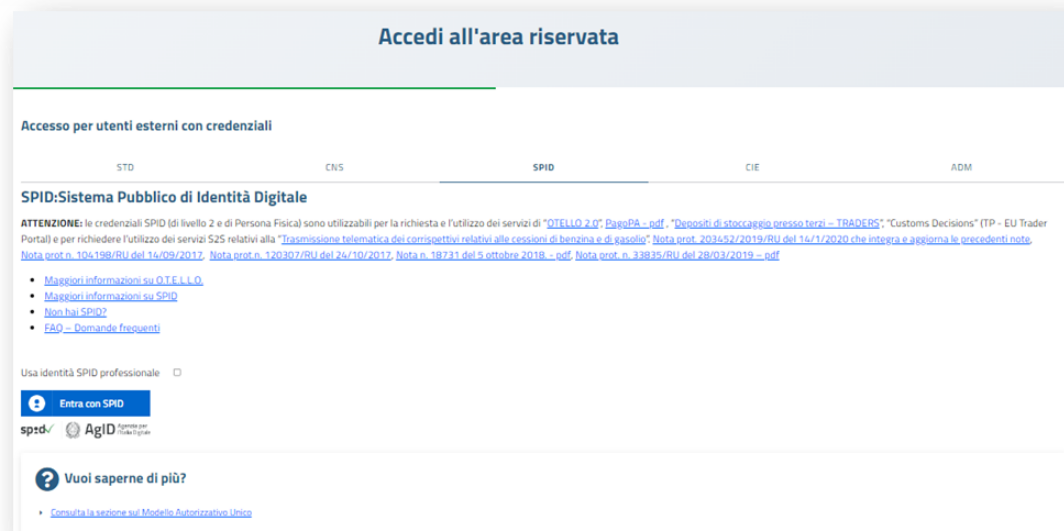 Accedi all'area riservata
Accesso per utenti esterni con credenziali
STD CNS SPID CIE ADM
SPID:Sistema Pubblico di Identità Digitale
ATTENZIONE: le credenziali SPID (di livello 2 e di Persona Fisica) sono utilizzabili per la richiesta e l'utilizzo dei servizi di "OTELLO 2.0", PagoPA - pdf , "Depositi di stoccaggio presso terzi – TRADERS", "Customs Decisions" (TP - EU Trader
Portal) e per richiedere l'utilizzo dei servizi S2S relativi alla "Trasmissione telematica dei corrispettivi relativi alle cessioni di benzina e di gasolio". Nota prot. 203452/2019/RU del 14/1/2020 che integra e aggiorna le precedenti note,
Nota prot n. 104198/RU del 14/09/2017, Nota prot.n. 120307/RU del 24/10/2017, Nota n. 18731 del 5 ottobre 2018. - pdf, Nota prot. n. 33835/RU del 28/03/2019 – pdf
• Maggiori informazioni su O.T.E.L.L.O.
• Maggiori informazioni su SPID
• Non hai SPID?
• FAQ – Domande frequenti
Usa identità SPID professionale
Entra con SPID
sp:d AgID Agenzia per
l'Italia Digitale
Vuoi saperne di più?
Consulta la sezione sul Modello Autorizzativo Unico